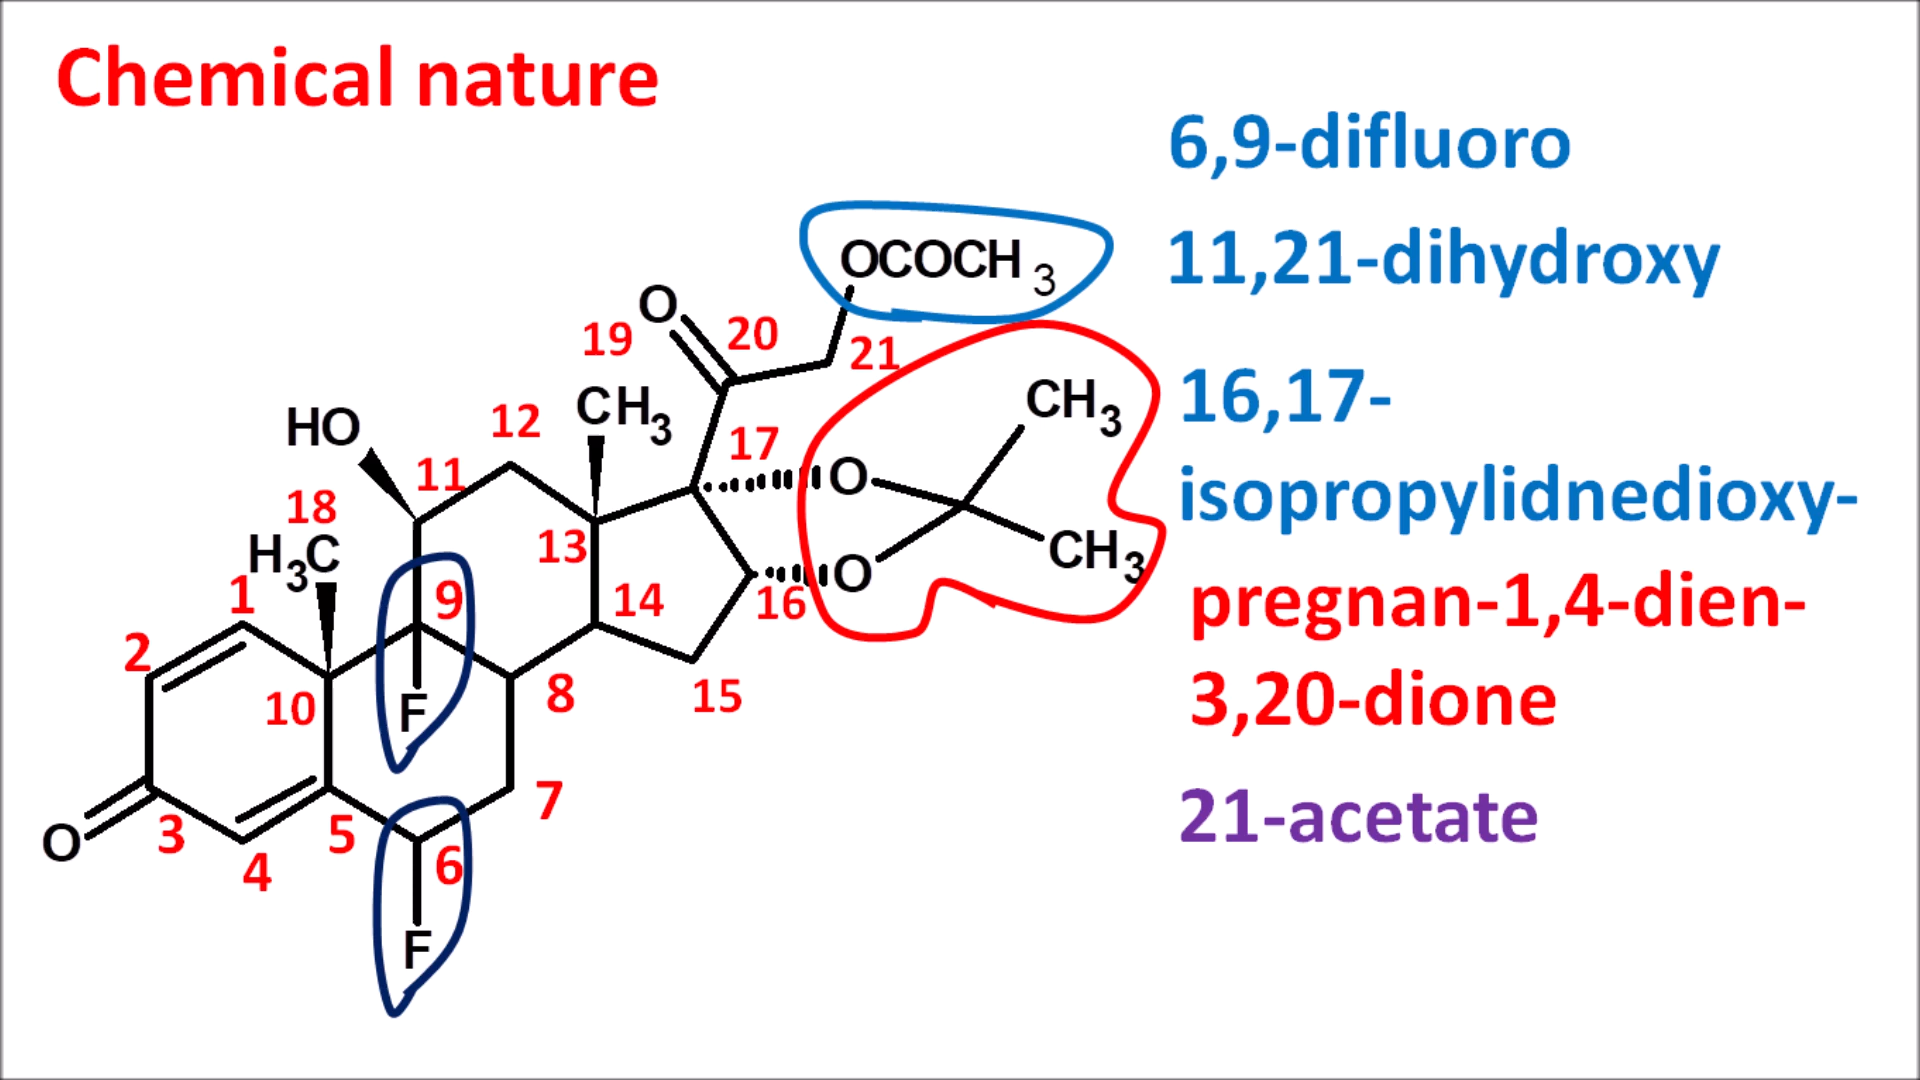 Chemical nature
6,9-difluoro
11,21-dihydroxy
16,17-
isopropylidnedioxy-
pregnan-1,4-dien-
3,20-dione
21-acetate
OCOCH3
O
19
20
21
CH3
CH3
HO
12
17
11
O
18
13
H3C
CH3
O
1
9
14
16
2
8
15
10
F
7
3
5
O
4
6
F